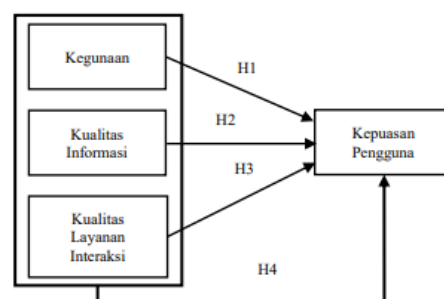 Kegunaan
H1
Kualitas
Informasi
H2
Kepuasan
Pengguna
Kualitas
Layanan
Interaksi
H3
H4